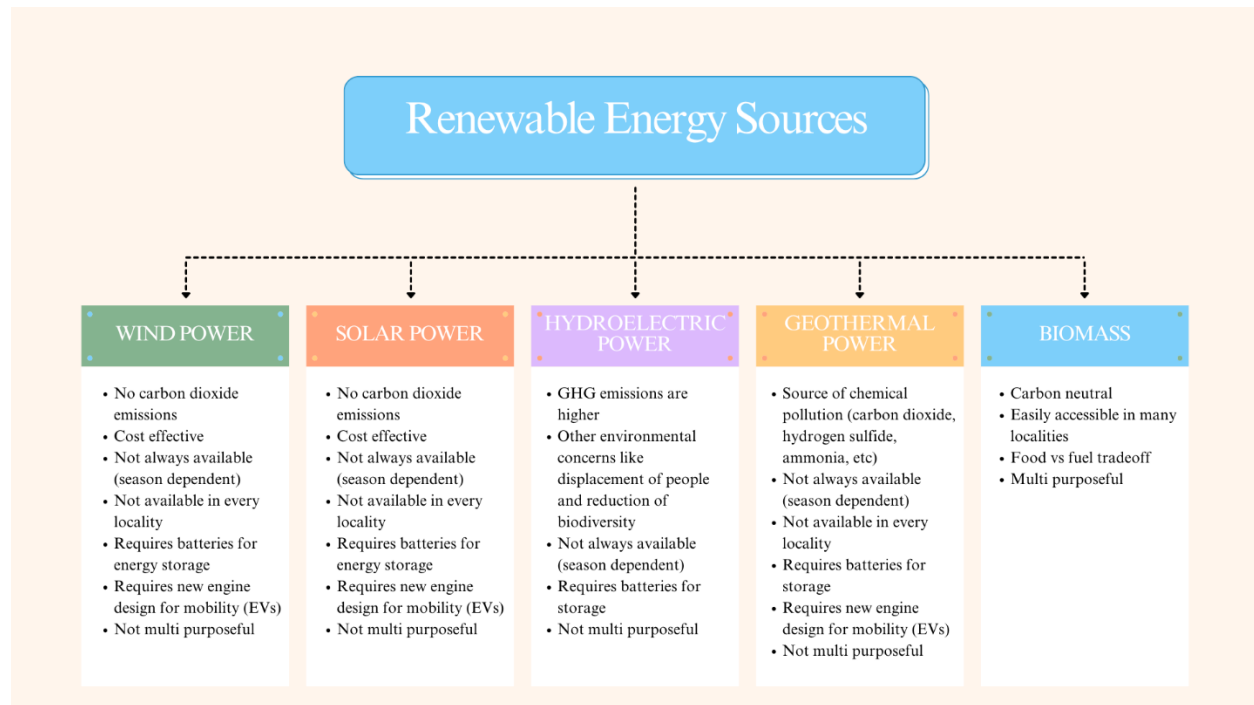 Renewable Energy Sources
WIND POWER
• No carbon dioxide
emissions
• Cost effective
• Not always available
(season dependent)
• Not available in every
locality
• Requires batteries for
energy storage
• Requires new engine
design for mobility (EVs)
• Not multi purposeful
SOLAR POWER
• No carbon dioxide
emissions
• Cost effective
• Not always available
(season dependent)
• Not available in every
locality
• Requires batteries for
energy storage
• Requires new engine
design for mobility (EVs)
• Not multi purposeful
HYDROELECTRIC
POWER
• GHG emissions are
higher
• Other environmental
concerns like
displacement of people
and reduction of
biodiversity
• Not always available
(season dependent)
• Requires batteries for
storage
• Not multi purposeful
GEOTHERMAL
POWER
• Source of chemical
pollution (carbon dioxide,
hydrogen sulfide,
ammonia, etc)
• Not always available
(season dependent)
• Not available in every
locality
• Requires batteries for
storage
• Requires new engine
design for mobility (EVs)
• Not multi purposeful
BIOMASS
• Carbon neutral
• Easily accessible in many
localities
• Food vs fuel tradeoff
• Multi purposeful